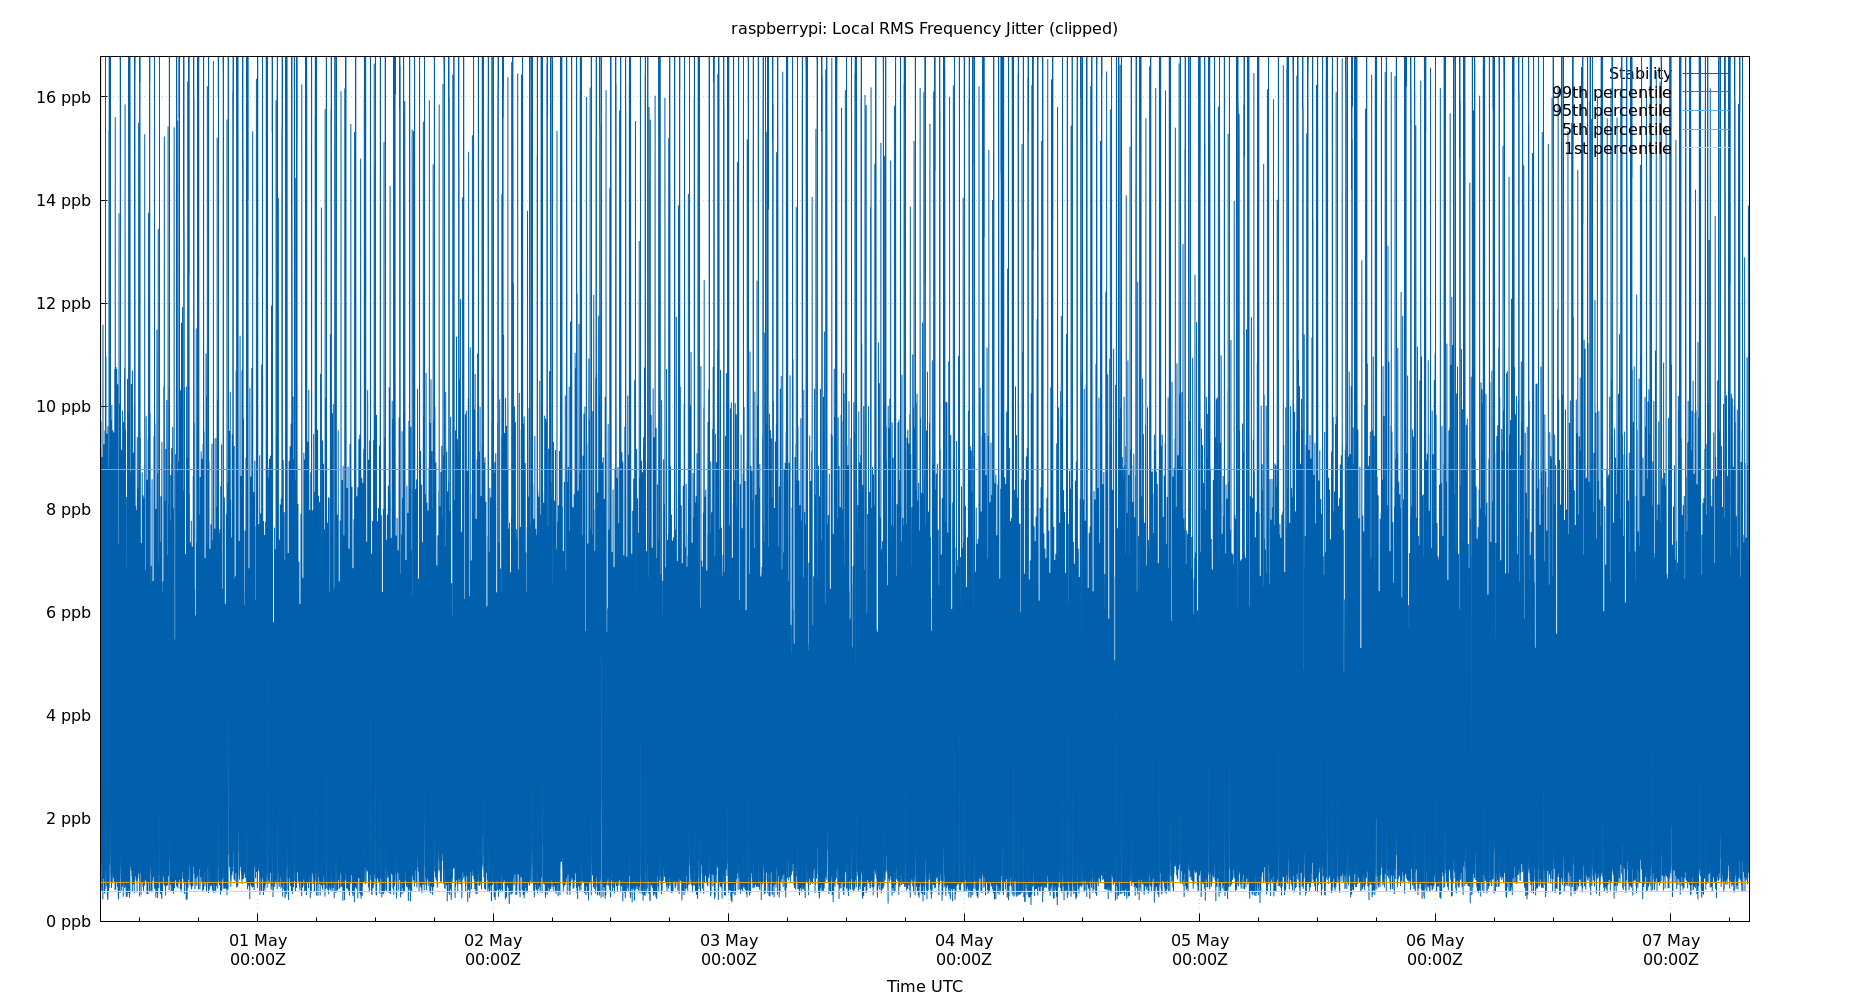 raspberrypi: Local RMS Frequency Jitter (clipped)
Stability
99th percentile
95th percentile
5th percentile
1st percentile
16 ppb
14 ppb
12 ppb
10 ppb
8 ppb
6 ppb
4 ppb
2 ppb
0 ppb
01 May 02 May 03 May 04 May 05 May 06 May 07 May
00:00Z 00:00Z 00:00Z 00:00Z 00:00Z 00:00Z 00:00Z
Time UTC